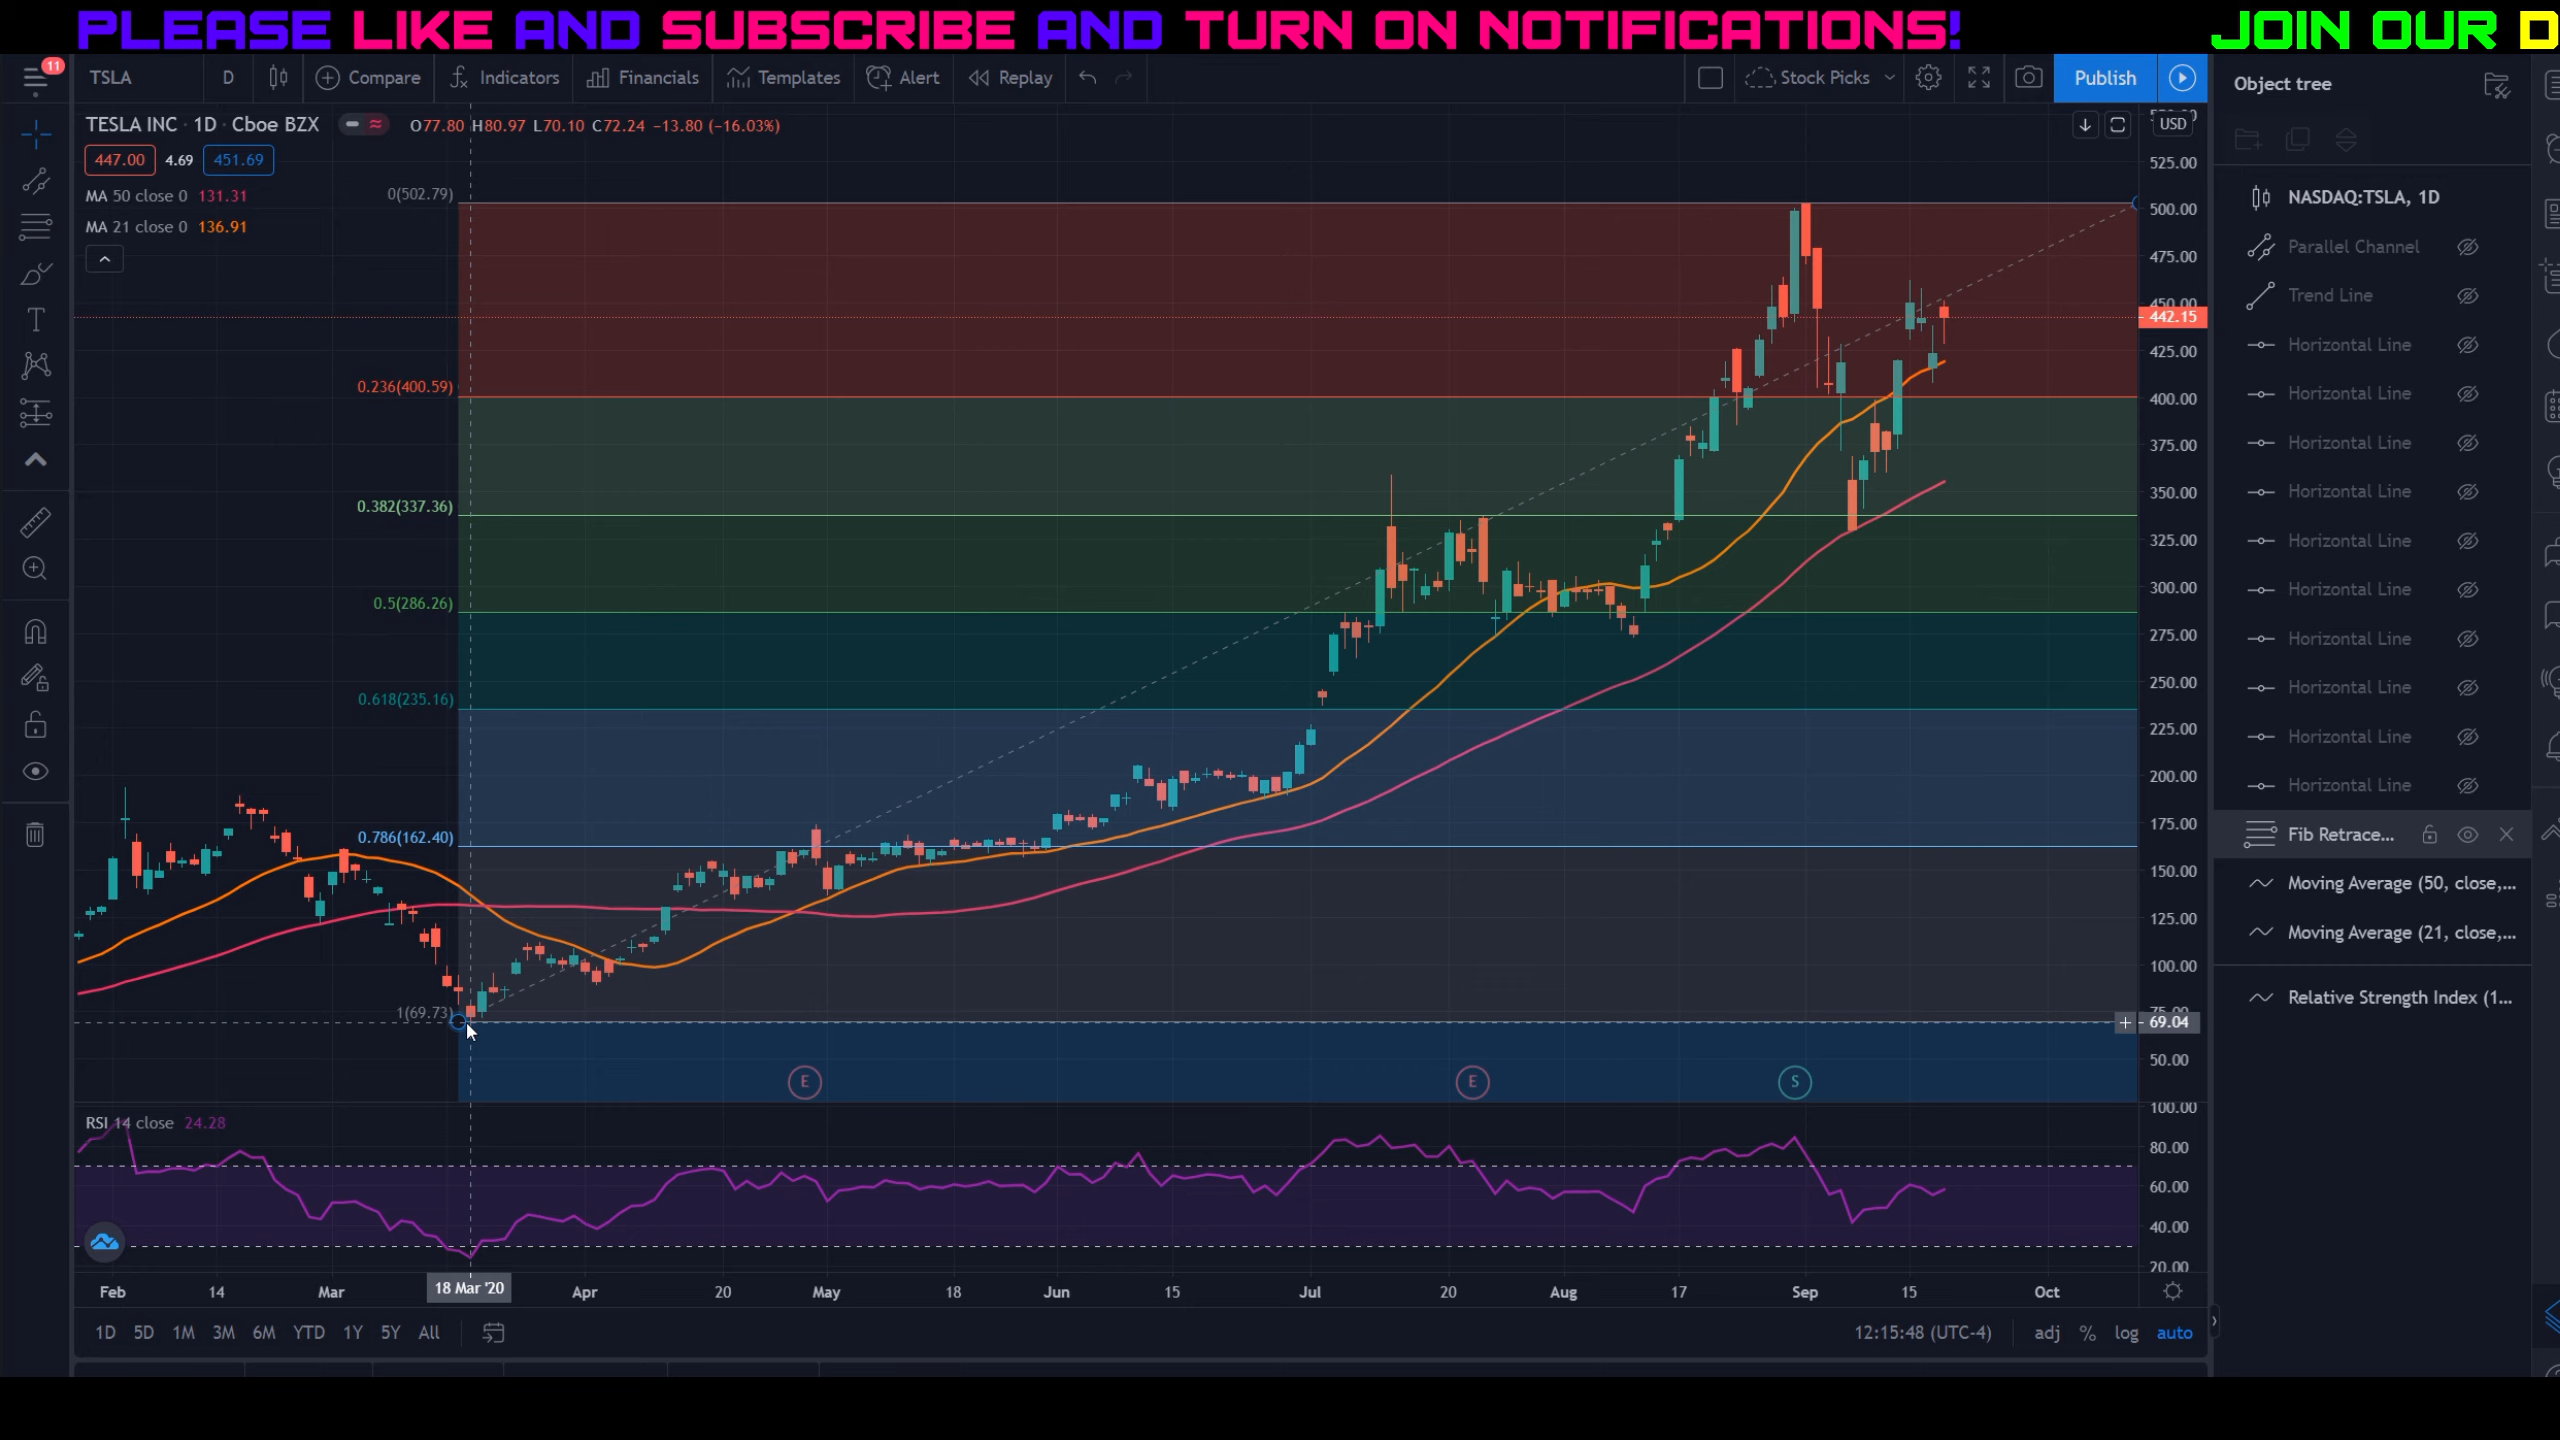 PLEASE LIKE AND SUBSCRIBE AND TURN ON NOTIFICATIONS! JOIN OUR D
11
TSLA D Compare Indicators Financials Templates Alert Replay Stock Picks Publish
Object tree
TESLA INC · 1D · Cboe BZX O77.80 H80.97 L70.10 C72.24 −13.80 (−16.03%)
USD
447.00 4.69 451.69
MA 50 close 0 131.31
MA 21 close 0 136.91
0(502.79)
0.236(400.59)
0.382(337.36)
0.5(286.26)
0.618(235.16)
0.786(162.40)
1(69.73)
525.00
500.00
475.00
450.00
442.15
425.00
400.00
375.00
350.00
325.00
300.00
275.00
250.00
225.00
200.00
175.00
150.00
125.00
100.00
75.00
69.04
50.00
E E S
RSI 14 close 24.28
100.00
80.00
60.00
40.00
20.00
Feb 14 Mar 18 Mar '20 Apr 20 May 18 Jun 15 Jul 20 Aug 17 Sep 15 Oct
1D 5D 1M 3M 6M YTD 1Y 5Y All
12:15:48 (UTC-4) adj % log auto
NASDAQ:TSLA, 1D
Parallel Channel
Trend Line
Horizontal Line
Horizontal Line
Horizontal Line
Horizontal Line
Horizontal Line
Horizontal Line
Horizontal Line
Horizontal Line
Horizontal Line
Horizontal Line
Fib Retrace...
Moving Average (50, close,...
Moving Average (21, close,...
Relative Strength Index (1...